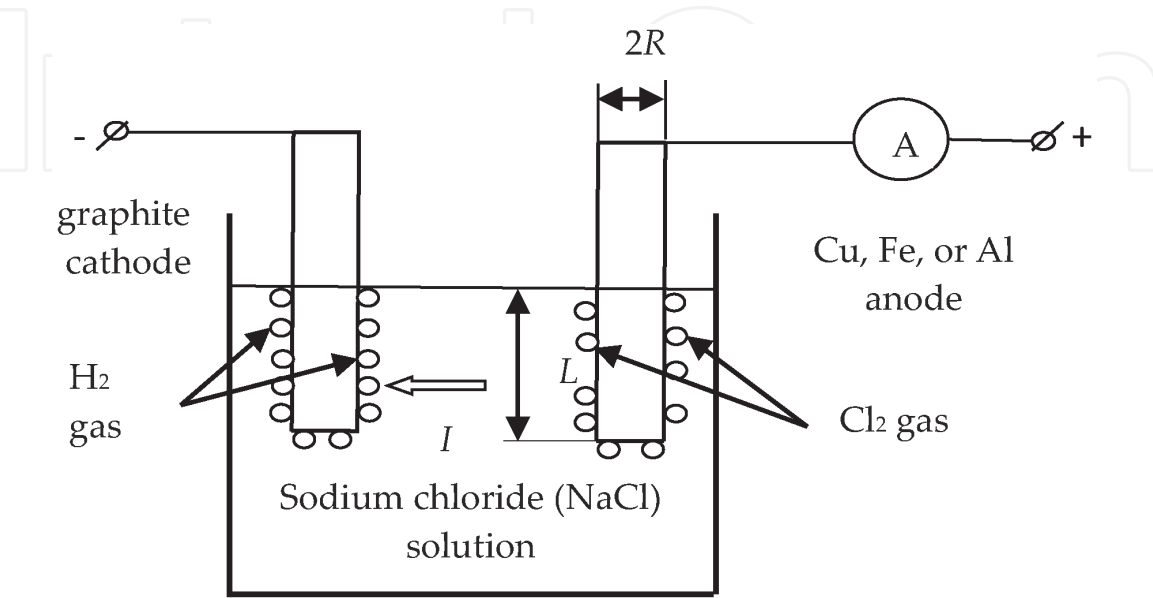 2R
-
A
+
graphite
cathode
Cu, Fe, or Al
anode
H2
gas
L
I
Cl2 gas
Sodium chloride (NaCl)
solution